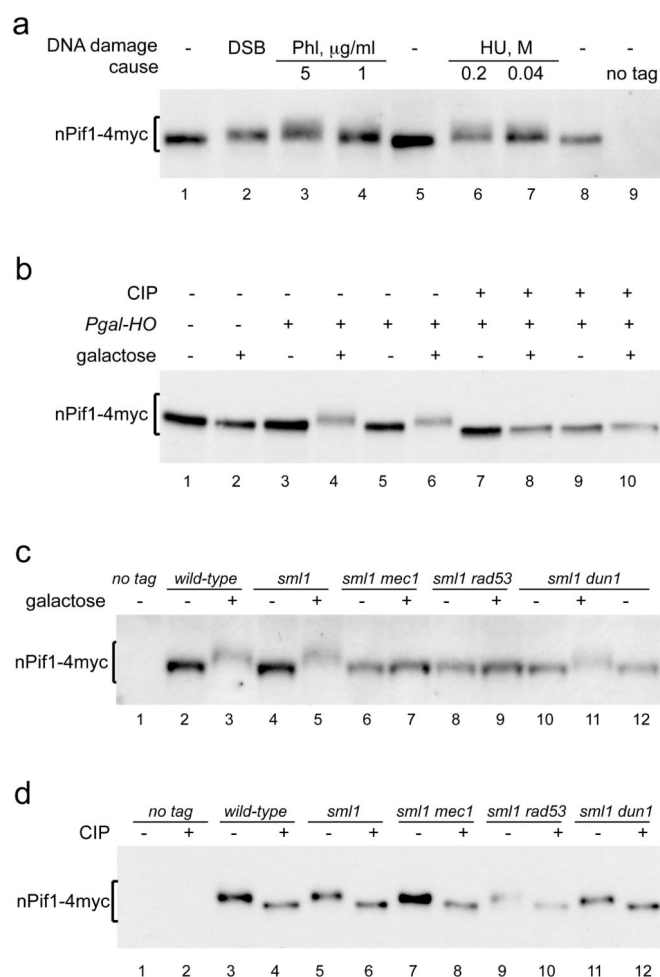 a
DNA damage cause - DSB Phl, μg/ml - HU, M - -
5 1 0.2 0.04 no tag
nPif1-4myc
1 2 3 4 5 6 7 8 9
b
CIP - - - - - - + + + +
Pgal-HO - - + + + + + + + +
galactose - + - + - + - + - +
nPif1-4myc
1 2 3 4 5 6 7 8 9 10
c
no tag wild-type sml1 sml1 mec1 sml1 rad53 sml1 dun1
galactose - - + - + - + - + - + -
nPif1-4myc
1 2 3 4 5 6 7 8 9 10 11 12
d
no tag wild-type sml1 sml1 mec1 sml1 rad53 sml1 dun1
CIP - + - + - + - + - + - +
nPif1-4myc
1 2 3 4 5 6 7 8 9 10 11 12